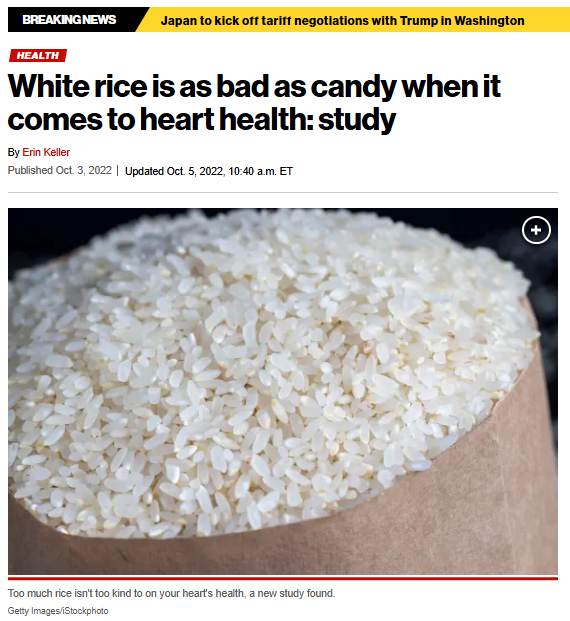 BREAKING NEWS Japan to kick off tariff negotiations with Trump in Washington
HEALTH
White rice is as bad as candy when it
comes to heart health: study
By Erin Keller
Published Oct. 3, 2022 | Updated Oct. 5, 2022, 10:40 a.m. ET
Too much rice isn't too kind to on your heart's health, a new study found.
Getty Images/iStockphoto